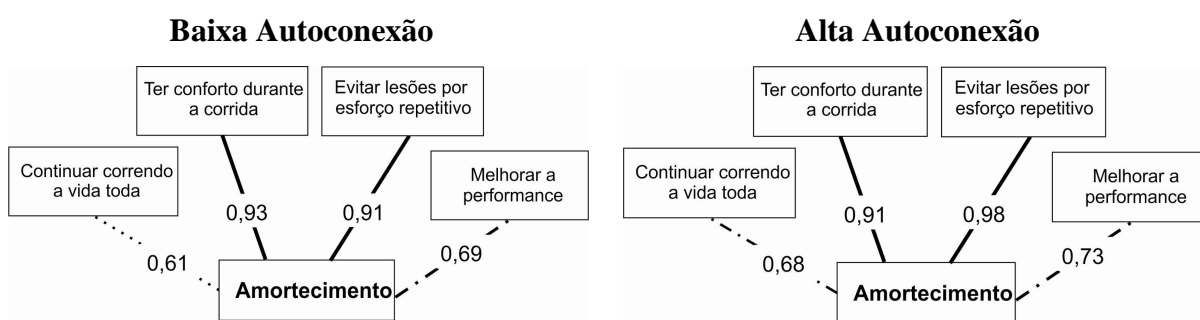 Baixa Autoconexão
Ter conforto durante
a corrida
Evitar lesões por
esforço repetitivo
Continuar correndo
a vida toda
Melhorar a
performance
0,93
0,91
0,61
0,69
Amortecimento
Alta Autoconexão
Ter conforto durante
a corrida
Evitar lesões por
esforço repetitivo
Continuar correndo
a vida toda
Melhorar a
performance
0,91
0,98
0,68
0,73
Amortecimento